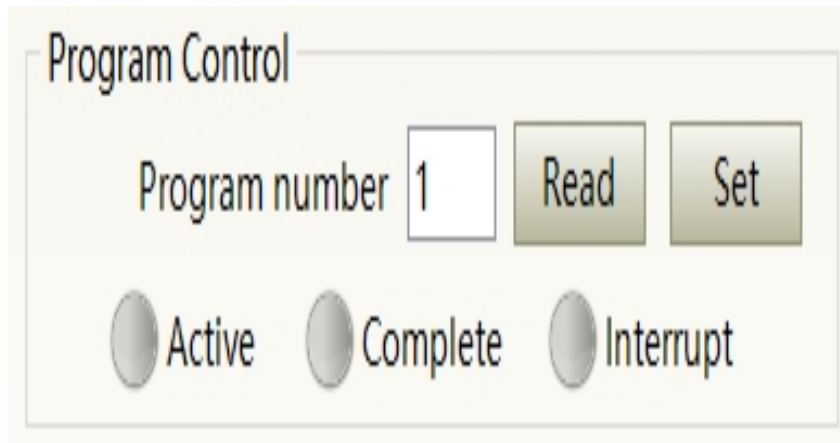 Program Control
Program number 1 Read Set
Active Complete Interrupt